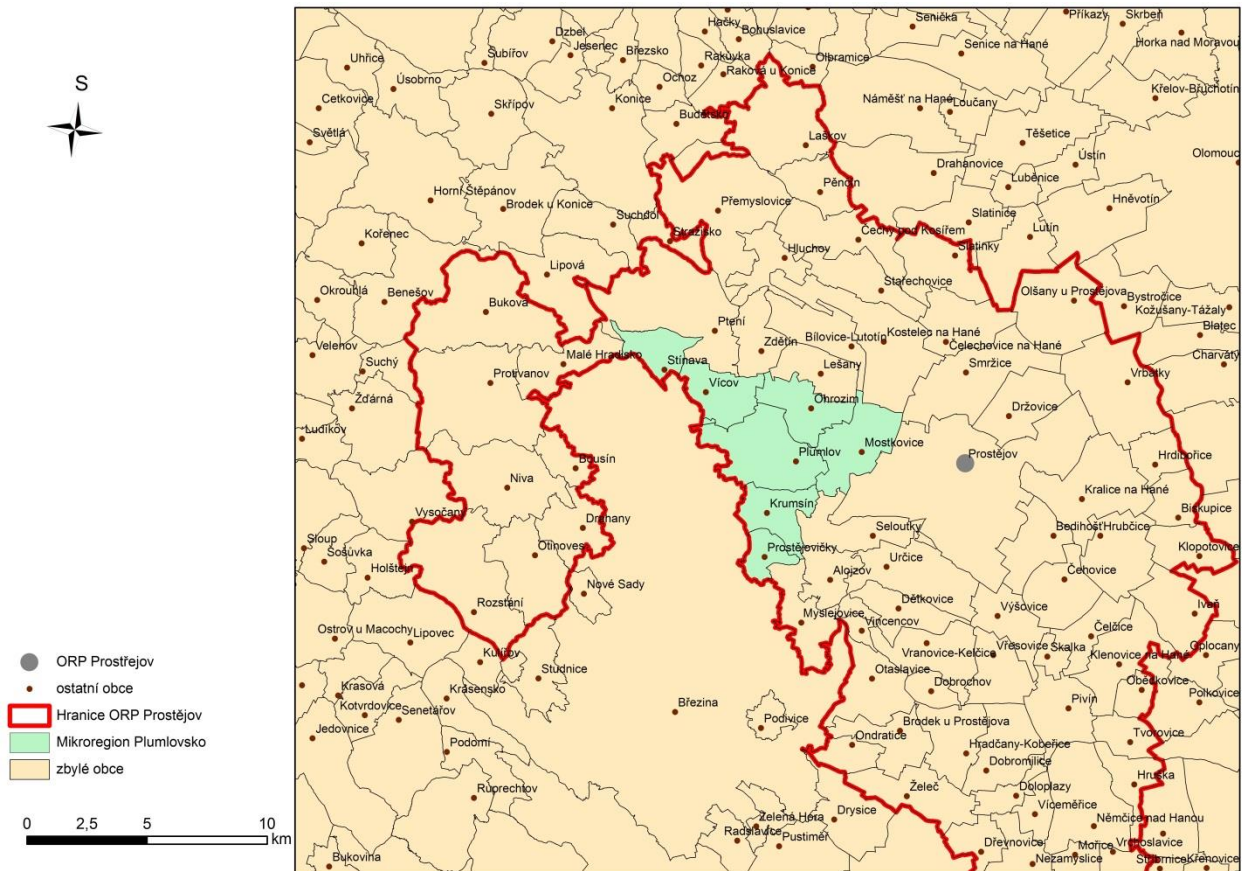 S
Hačky
Bohuslavice
Senička
Příkazy
Skrbeň
Dzbel
Jesenec
Březsko
Šubířov
Rakůvka
Raková u Konice
Olbramice
Senice na Hané
Horka nad Moravou
Uhřice
Úsobrno
Ochoz
Cetkovice
Skřípov
Konice
Budětsko
Náměšť na Hané
Loučany
Křelov-Břuchotín
Světlá
Laškov
Těšetice
Ústín
Olomouc
Drahanovice
Luběnice
Horní Štěpánov
Brodek u Konice
Pěnčín
Hněvotín
Suchdol
Přemyslovice
Slatinice
Lutín
Kořenec
Stražisko
Čechy pod Kosířem
Slatinky
Hluchov
Lipová
Okrouhlá
Benešov
Bukova
Stařechovice
Olšany u Prostějova
Bystročice
Kožušany-Tážaly
Ptení
Zdětín
Bílovice-Lutotín
Kostelec na Hané
Čelechovice na Hané
Blatec
Velenov
Suchý
Malé Hradisko
Stínava
Charváty
Protivanov
Vícov
Lešany
Smržice
Vrbátky
Žďárná
Ohrozim
Držovice
Ludíkov
Mostkovice
Plumlov
Prostějov
Bousín
Hrdibořice
Niva
Kralice na Hané
Vysočany
Krumsín
Biskupice
Drahany
Seloutky
Bedihošť
Hrubčice
Sloup
Šošůvka
Otinoves
Prostějovičky
Určice
Klopotovice
Holštejn
Nové Sady
Alojzov
Čehovice
Rozstání
Dětkovice
Výšovice
Ivaň
Myslejovice
Vincencov
Čelčice
Ostrov u Macochy
Lipovec
Vranovice-Kelčice
Vřesovice
Skalka
Klenovice na Hané
Oplocany
ORP Prostřejov
Kulířov
Studnice
Otaslavice
Dobrochov
Obědkovice
ostatní obce
Krasová
Krásensko
Březina
Pivín
Polkovice
Hranice ORP Prostějov
Kotvrdovice
Senetářov
Podivice
Brodek u Prostějova
Jedovnice
Mikroregion Plumlovsko
Podomí
Ondratice
Hradčany-Kobeřice
Tvorovice
zbylé obce
Dobromilice
Ruprechtov
Želeč
Doloplazy
Hruška
Víceměřice
0 2,5 5 10
km
Zelená Hora
Drysice
Němčice nad Hanou
Radslavice
Pustiměř
Bukovina
Dřevnovice
Mořice
Vrchoslavice
Nezamyslice
Křenovice